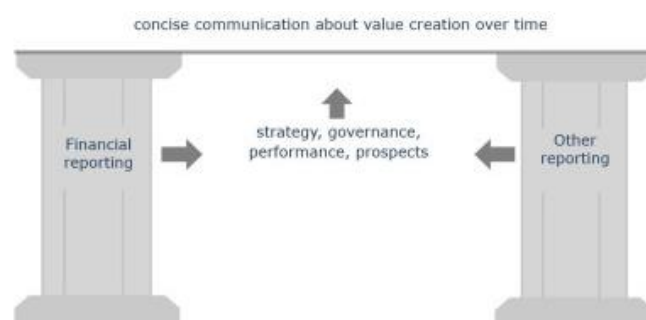 concise communication about value creation over time
strategy, governance,
performance, prospects
Financial
reporting
Other
reporting